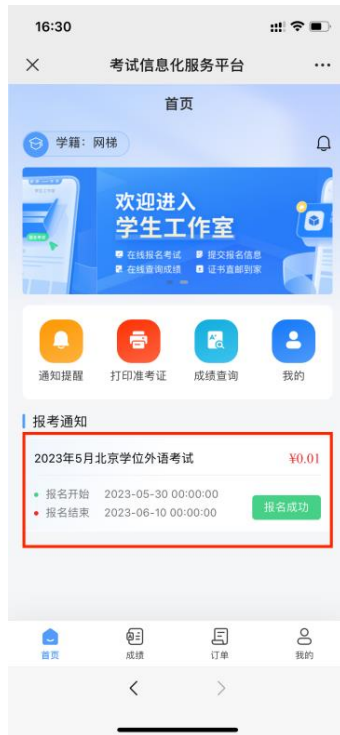 16:30
考试信息化服务平台
首页
学籍：网梯
欢迎进入
学生工作室
在线报名考试 提交报名信息
在线查询成绩 证书直邮到家
通知提醒 打印准考证 成绩查询 我的
报考通知
2023年5月北京学位外语考试 ¥0.01
报名开始 2023-05-30 00:00:00
报名结束 2023-06-10 00:00:00
报名成功
首页 成绩 订单 我的